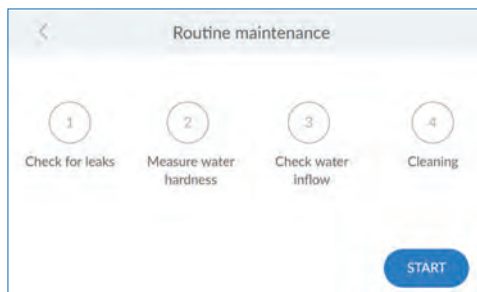 Routine maintenance
1
2
3
4
Check for leaks
Measure water
hardness
Check water
inflow
Cleaning
START